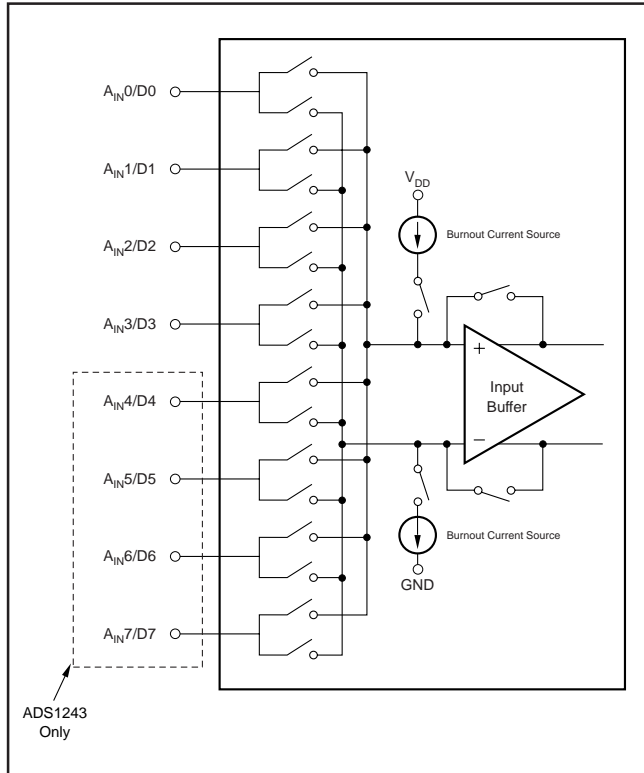 A_IN0/D0
A_IN1/D1
V_DD
Burnout Current Source
A_IN2/D2
A_IN3/D3
+
Input
Buffer
−
A_IN4/D4
A_IN5/D5
Burnout Current Source
A_IN6/D6
GND
A_IN7/D7
ADS1243
Only